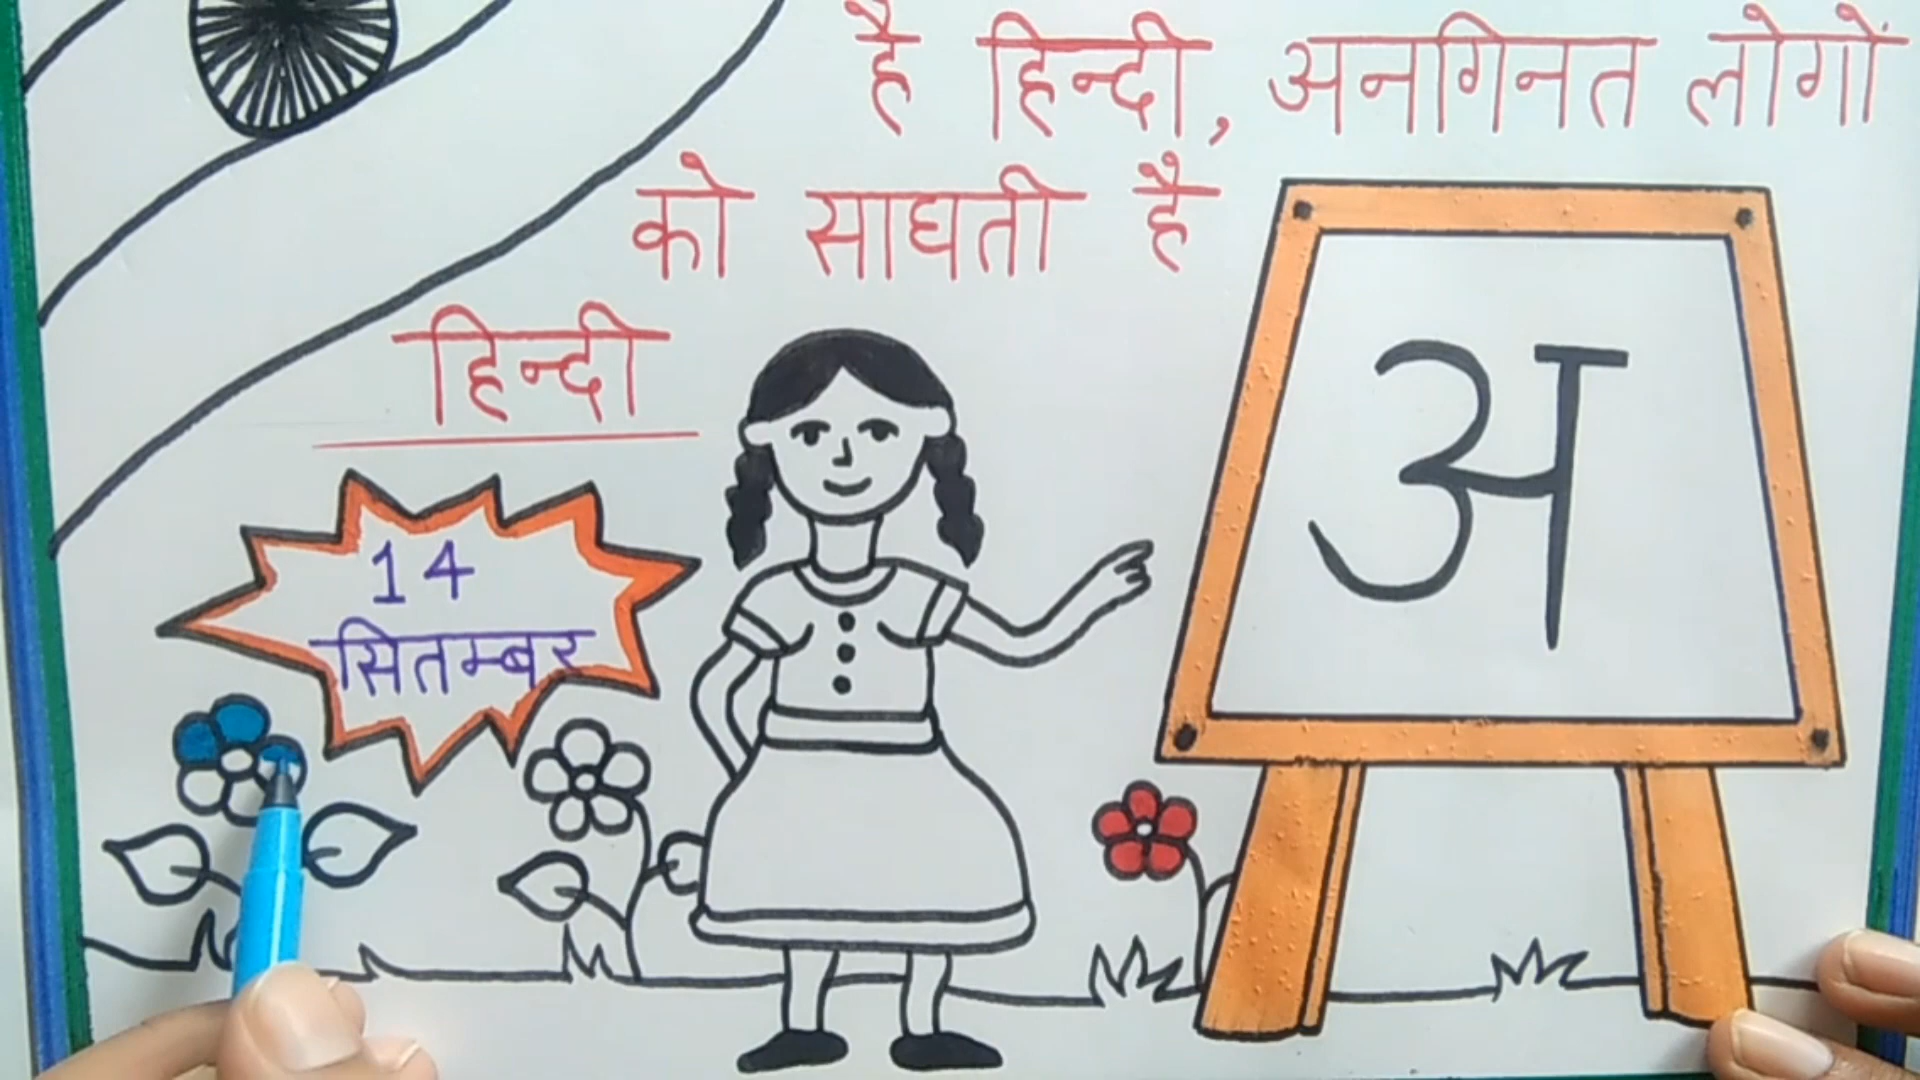 है हिन्दी, अनगिनत लोगों
को साधती है
हिन्दी
अ
14
सितम्बर